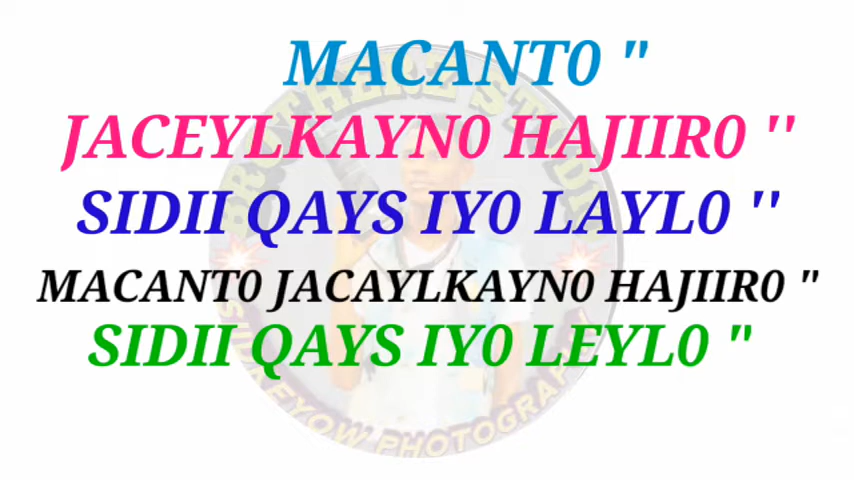 MACANT0 "
JACEYLKAYN0 HAJIIR0 ''
SIDII QAYS IY0 LAYL0 ''
MACANT0 JACAYLKAYN0 HAJIIR0 "
SIDII QAYS IY0 LEYL0 "